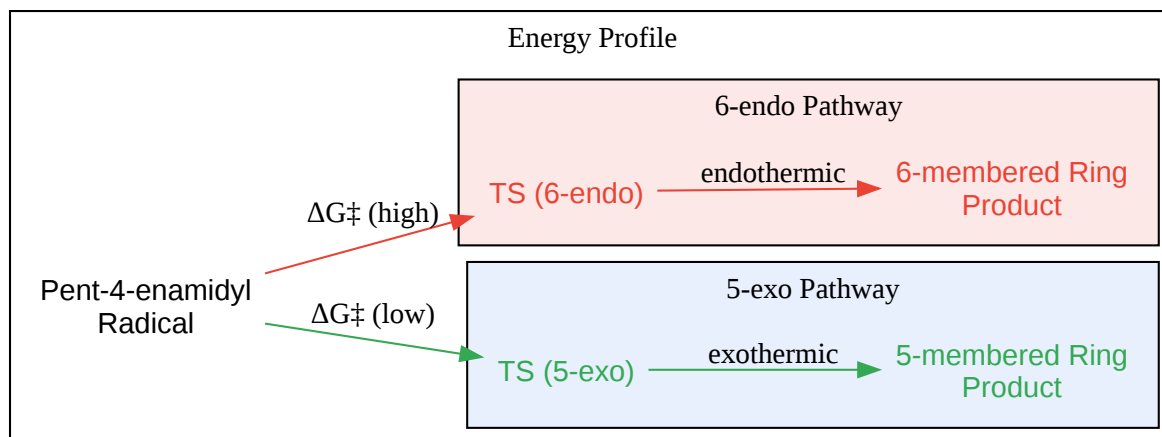 Energy Profile
6-endo Pathway
TS (6-endo)
endothermic
6-membered Ring
Product
ΔG‡ (high)
Pent-4-enamidyl
Radical
ΔG‡ (low)
5-exo Pathway
TS (5-exo)
exothermic
5-membered Ring
Product